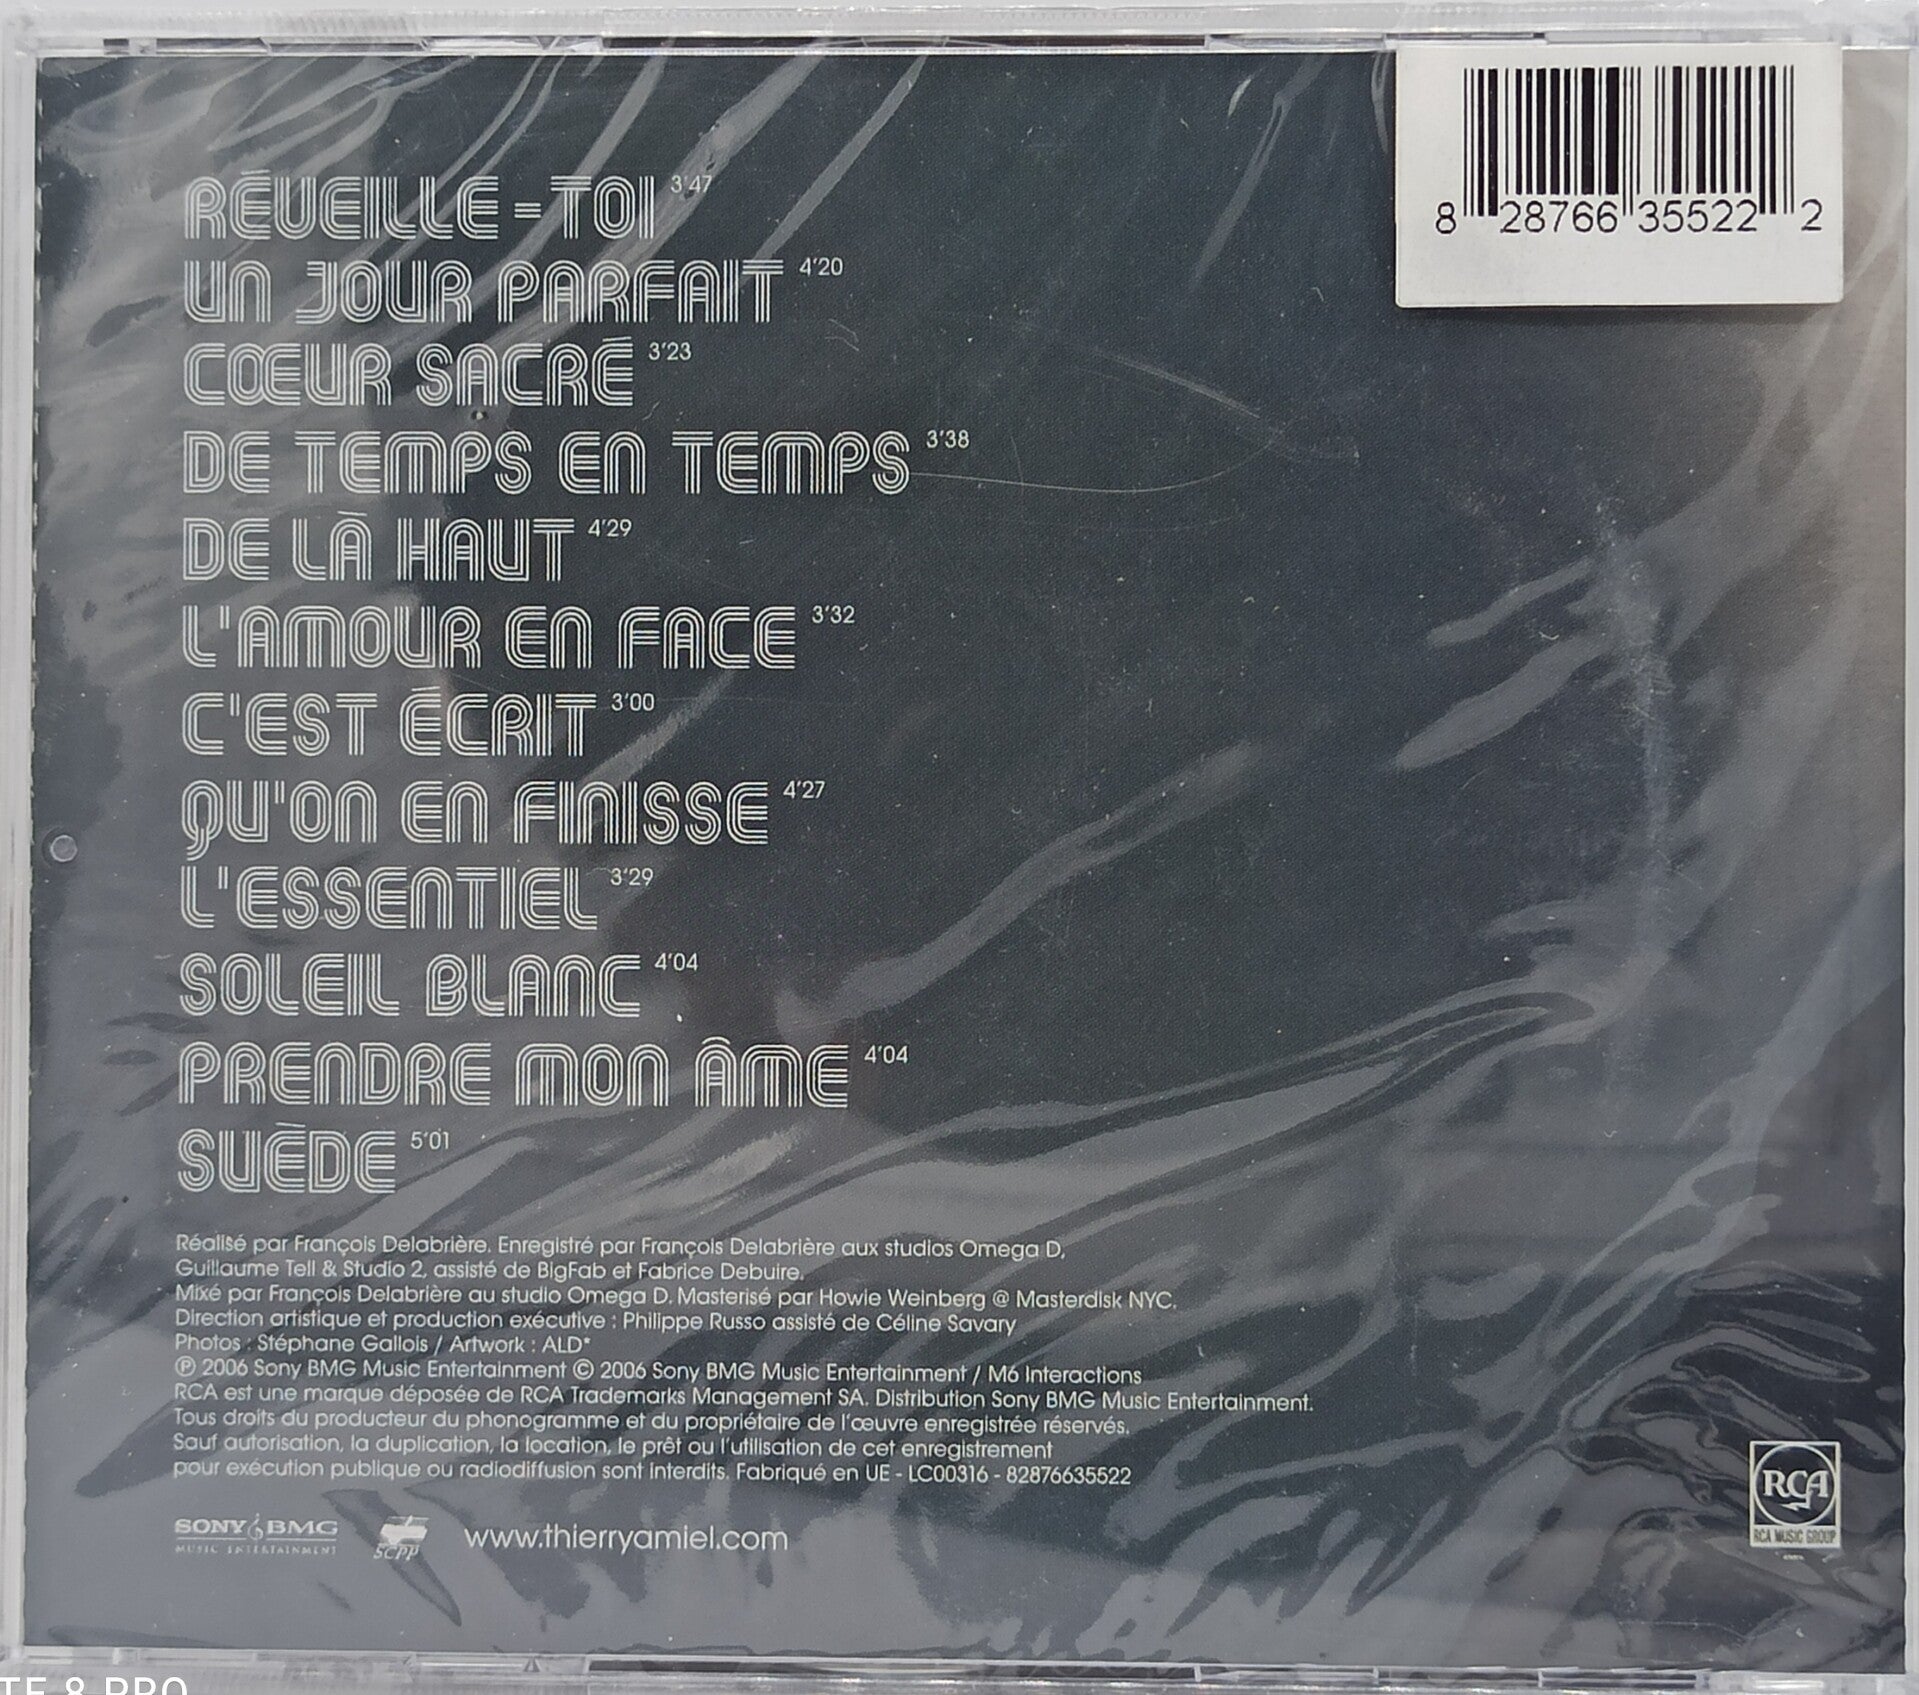 8 28766 35522 2
RÉVEILLE-TOI 3'47
UN JOUR PARFAIT 4'20
CŒUR SACRÉ 3'23
DE TEMPS EN TEMPS 3'38
DE LÀ HAUT 4'29
L'AMOUR EN FACE 3'32
C'EST ÉCRIT 3'00
QU'ON EN FINISSE 4'27
L'ESSENTIEL 3'29
SOLEIL BLANC 4'04
PRENDRE MON ÂME 4'04
SUÈDE 5'01
Réalisé par François Delabrière. Enregistré par François Delabrière aux studios Omega D,
Guillaume Tell & Studio 2, assisté de BigFab et Fabrice Debuire.
Mixé par François Delabrière au studio Omega D. Masterisé par Howie Weinberg @ Masterdisk NYC.
Direction artistique et production exécutive : Philippe Russo assisté de Céline Savary
Photos : Stéphane Gallois / Artwork : ALD*
℗ 2006 Sony BMG Music Entertainment © 2006 Sony BMG Music Entertainment / M6 Interactions
RCA est une marque déposée de RCA Trademarks Management SA. Distribution Sony BMG Music Entertainment.
Tous droits du producteur du phonogramme et du propriétaire de l'œuvre enregistrée réservés.
Sauf autorisation, la duplication, la location, le prêt ou l'utilisation de cet enregistrement
pour exécution publique ou radiodiffusion sont interdits. Fabriqué en UE - LC00316 - 82876635522
SONY BMG
MUSIC ENTERTAINMENT
SCPP
www.thierryamiel.com
RCA
RCA MUSIC GROUP
TE 8 PRO